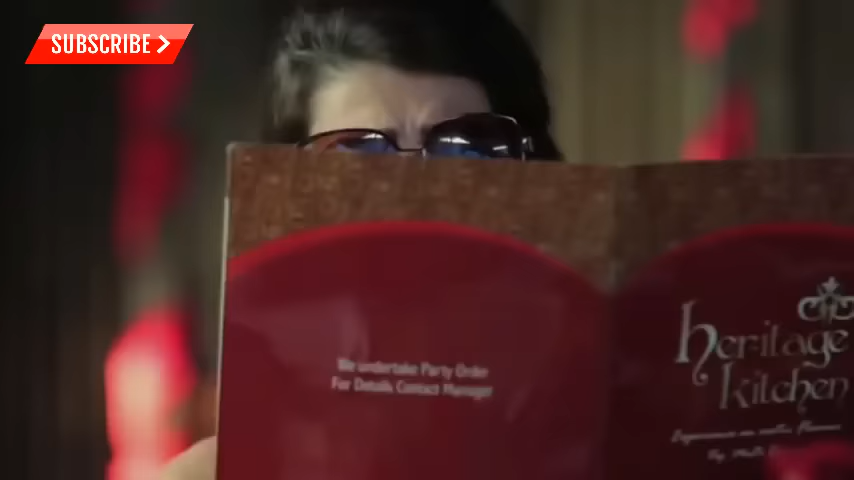 SUBSCRIBE
We undertake Party Order
For Details Contact Manager
heritage
kitchen